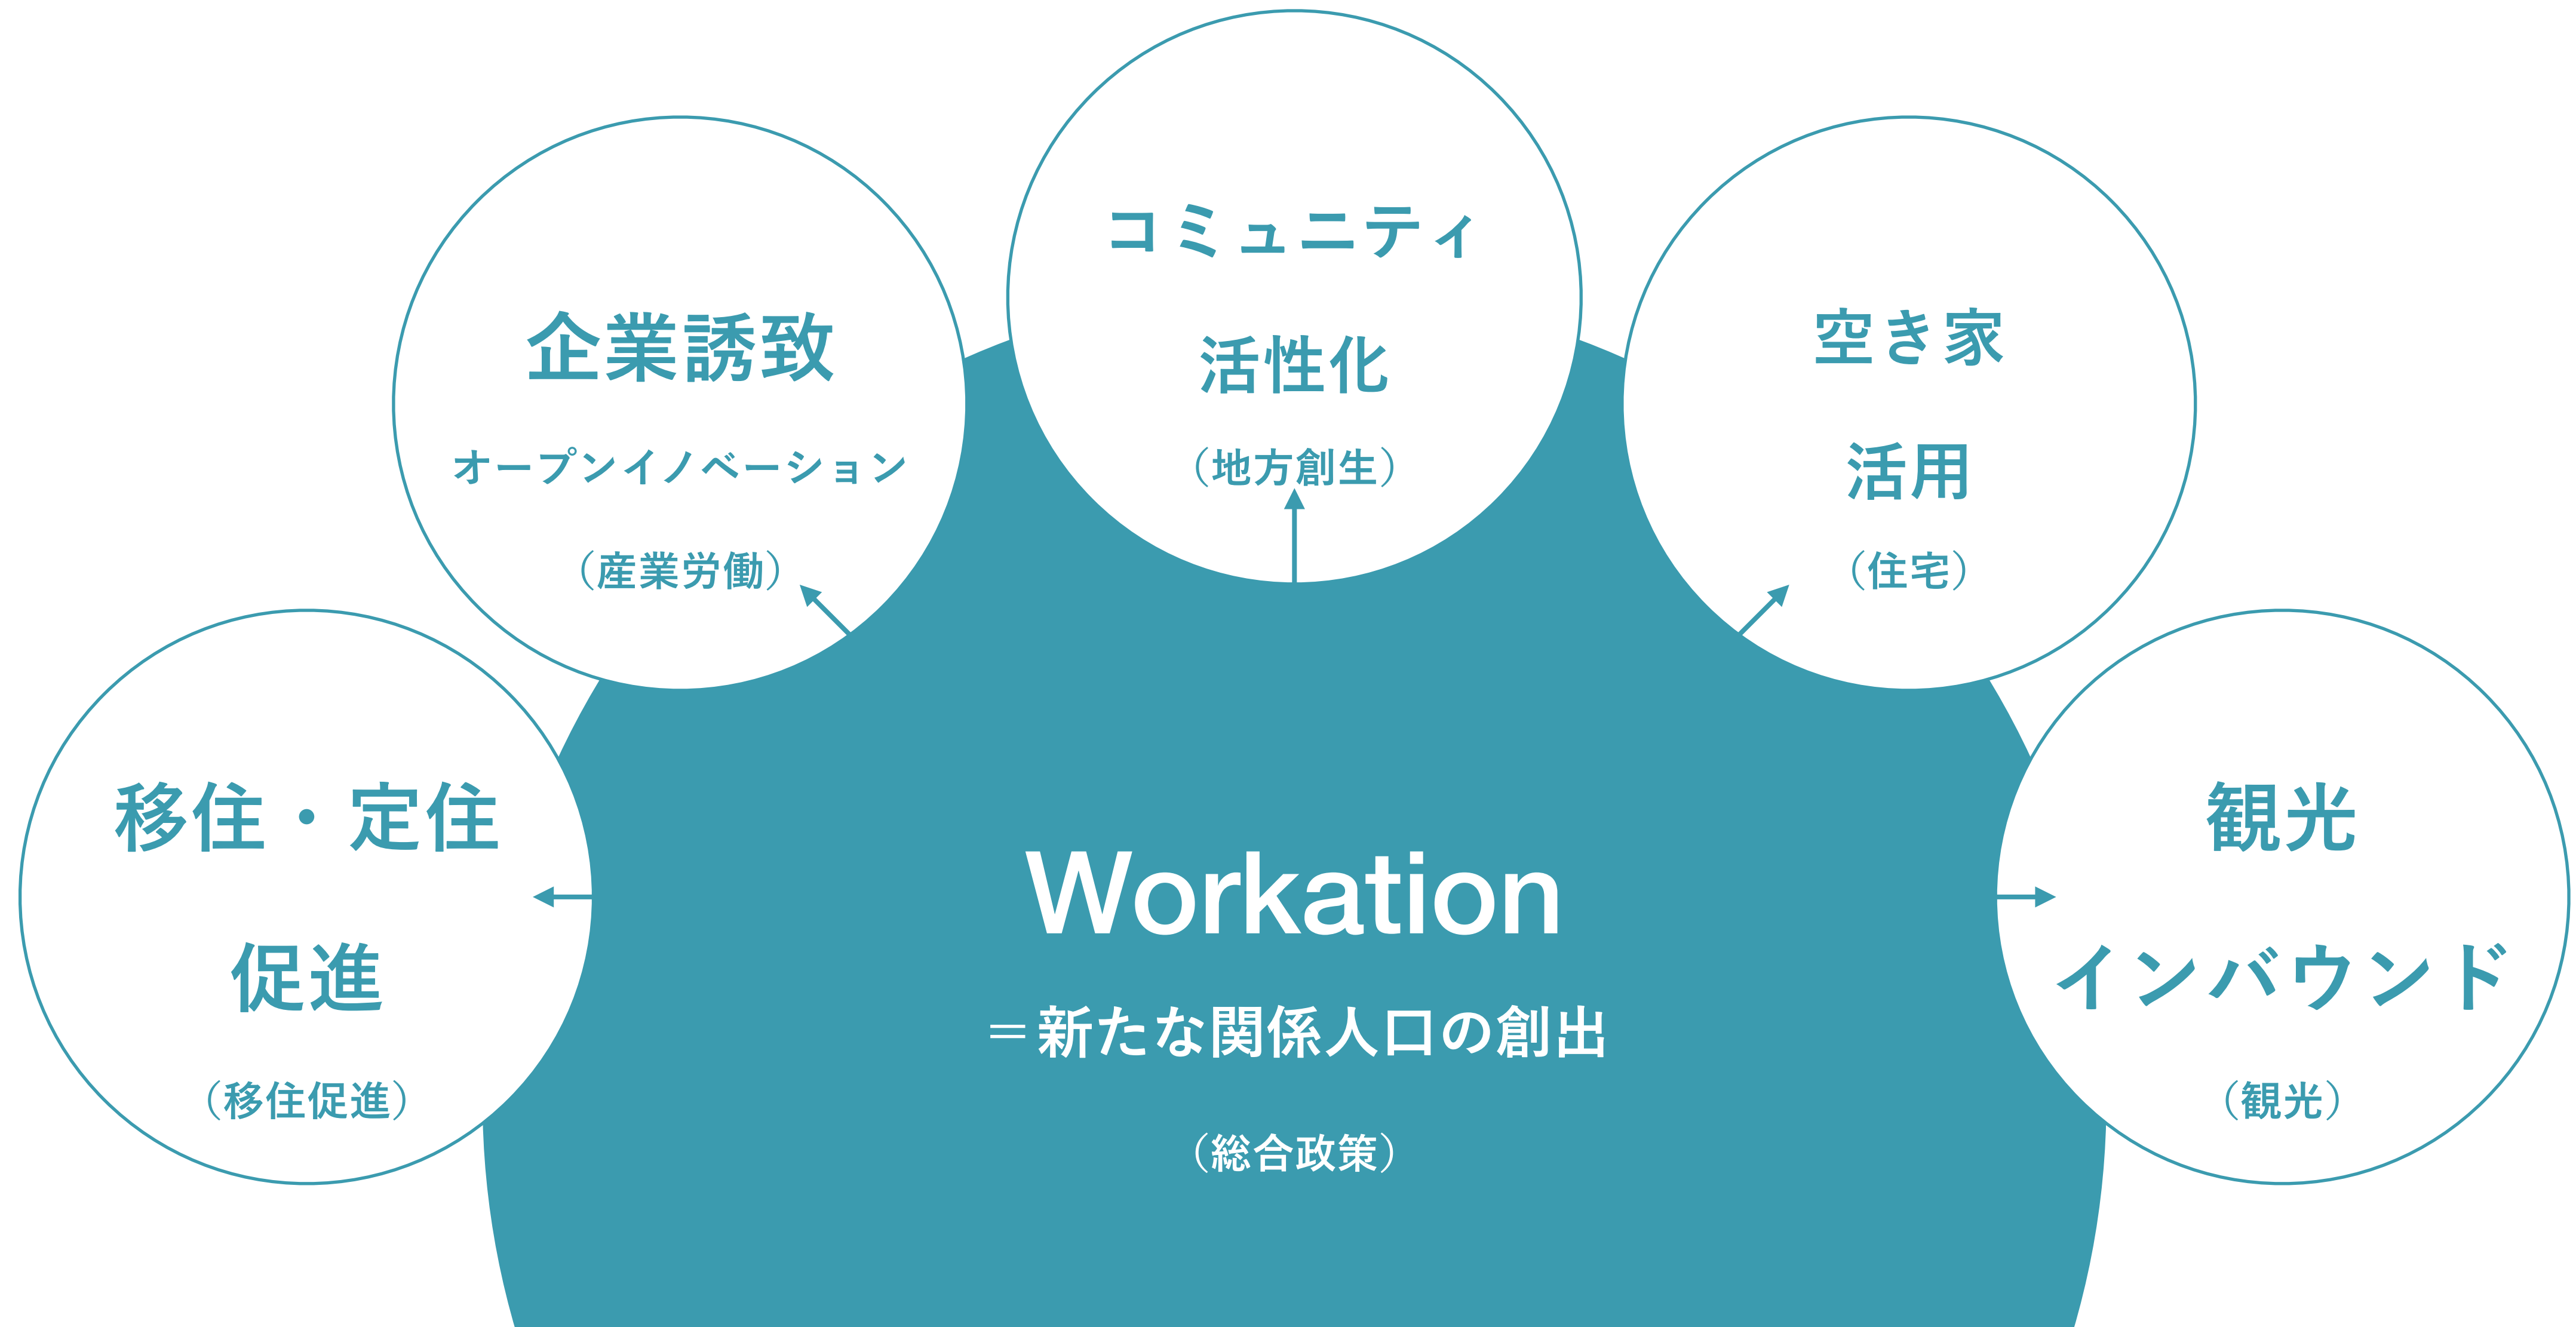 コミュニティ
活性化
（地方創生）
企業誘致
オープンイノベーション
（産業労働）
空き家
活用
（住宅）
移住・定住
促進
（移住促進）
観光
インバウンド
（観光）
Workation
＝新たな関係人口の創出
（総合政策）